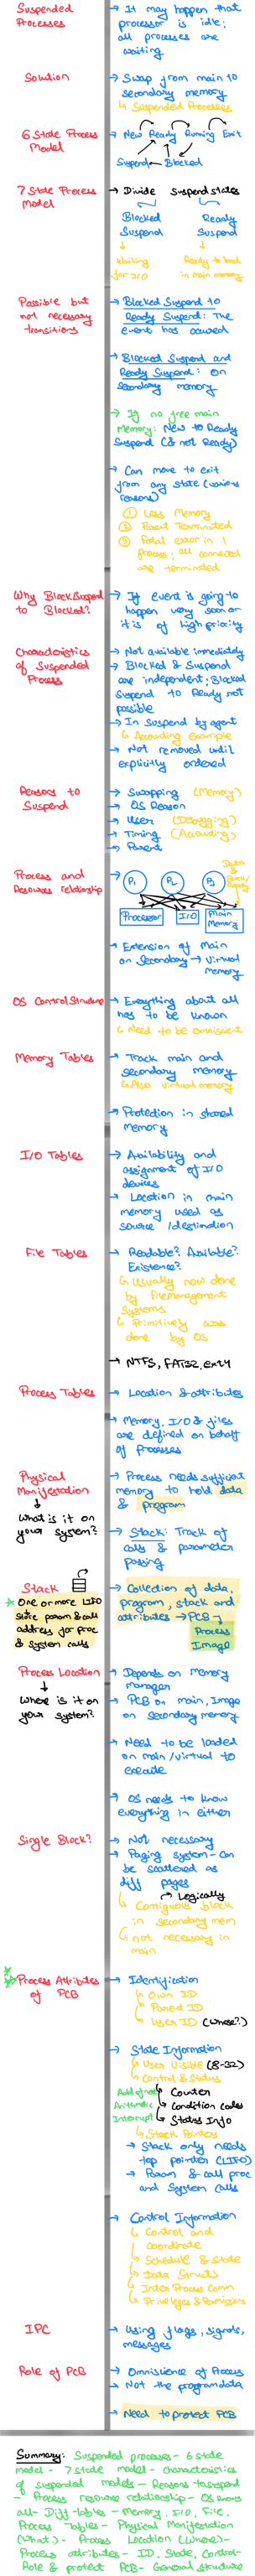 Suspended
Processes
→ It may happen that
processor is idle;
all processes are
waiting
Solution
→ Swap from main to
secondary memory
↳ Suspended Processes
6 State Process
Model
→ New Ready Running Exit
Suspend ← Blocked
7 State Process
Model
→ Divide Suspend states
Blocked Ready
Suspend Suspend
↓ ↓
Waiting Ready to load
for I/O in main memory
Possible but
not necessary
transitions
→ Blocked Suspend to
Ready Suspend: The
event has occured
→ Blocked Suspend and
Ready Suspend: On
secondary memory
→ If no free main
Memory: New to Ready
Suspend (& not Ready)
→ Can move to exit
from any state (various
reasons)
① Less Memory
② Parent Terminated
③ Fatal error in 1
process; all connected
are terminated
Why Block Suspend
to Blocked?
→ If event is going to
happen very soon or
it is of high priority
Characteristics
of Suspended
Process
→ Not available immediately
→ Blocked & Suspend
are independent; Blocked
Suspend to Ready not
possible
→ In Suspend by agent
↳ According example
→ Not removed until
explicitly ordered
Reasons to
Suspend
→ Swapping (Memory)
→ OS Reason
→ User (Debugging)
→ Timing (Accounting)
→ Parent
Process and
Resources relationship
→ P1 P2 P3
Processor I/O Main
Memory
→ Extension of Main
on Secondary → Virtual
Memory
OS Control Structure
→ Everything about all
has to be known
↳ Need to be omniscient
Memory Tables
→ Track main and
secondary memory
↳ Also virtual memory
→ Protection in shared
Memory
I/O Tables
→ Availability and
assignment of I/O
devices
→ Location in main
memory used as
source / destination
File Tables
→ Readable? Available?
Existence?
↳ Usually now done
by file management
systems
↳ Primitively was
done by OS
→ NTFS, FAT32, ext4
Process Tables
→ Location & attributes
→ Memory, I/O & files
are defined on behalf
of processes
Physical
Manifestation
↓
What is it on
your system?
→ Process needs sufficient
memory to hold data
& program
→ Stack: Track of
calls & parameter
passing
Stack
* One or more LIFO
param & call
address for proc
& system calls
→ Collection of data,
program, stack and
attributes → PCB
Process
Image
Process Location
↓
Where is it on
your system?
→ Depends on memory
manager
→ PCB on main, Image
on secondary memory
→ Need to be loaded
on main/virtual to
execute
→ OS needs to know
everything in either
Single Block?
→ Not necessary
→ Paging system - can
be scattered as
diff pages
→ Logically
↳ Contiguous block
in secondary mem
↳ not necessary in
main
Process Attributes
of PCB
→ Identification
↳ Own ID
↳ Parent ID
↳ User ID (Whose?)
→ State Information
↳ User Visible (8-32)
↳ Control & Status
↳ Counter
Arithmetic ↳ Condition codes
Interrupt ↳ Status Info
↳ Stack Pointers
→ Stack only needs
top pointer (LIFO)
→ Param & call proc
and System Calls
→ Control Information
↳ Control and
coordinate
↳ Schedule & State
↳ Data Structs
↳ Inter Process Comm
↳ Privileges & Permissions
IPC
→ Using flags, signals,
messages
Role of PCB
→ Omniscience of Process
→ Not the program data
→ Need to protect PCB
Summary: Suspended processes - 6 state
model - 7 state model - characteristics
of suspended models - Reasons to suspend
- Process resource relationship - OS knows
all - Diff tables - Memory, I/O, File,
Process Tables - Physical Manifestation
(What) - Process Location (Where) -
Process attributes - ID, State, Control -
Role & protect PCB - General structure